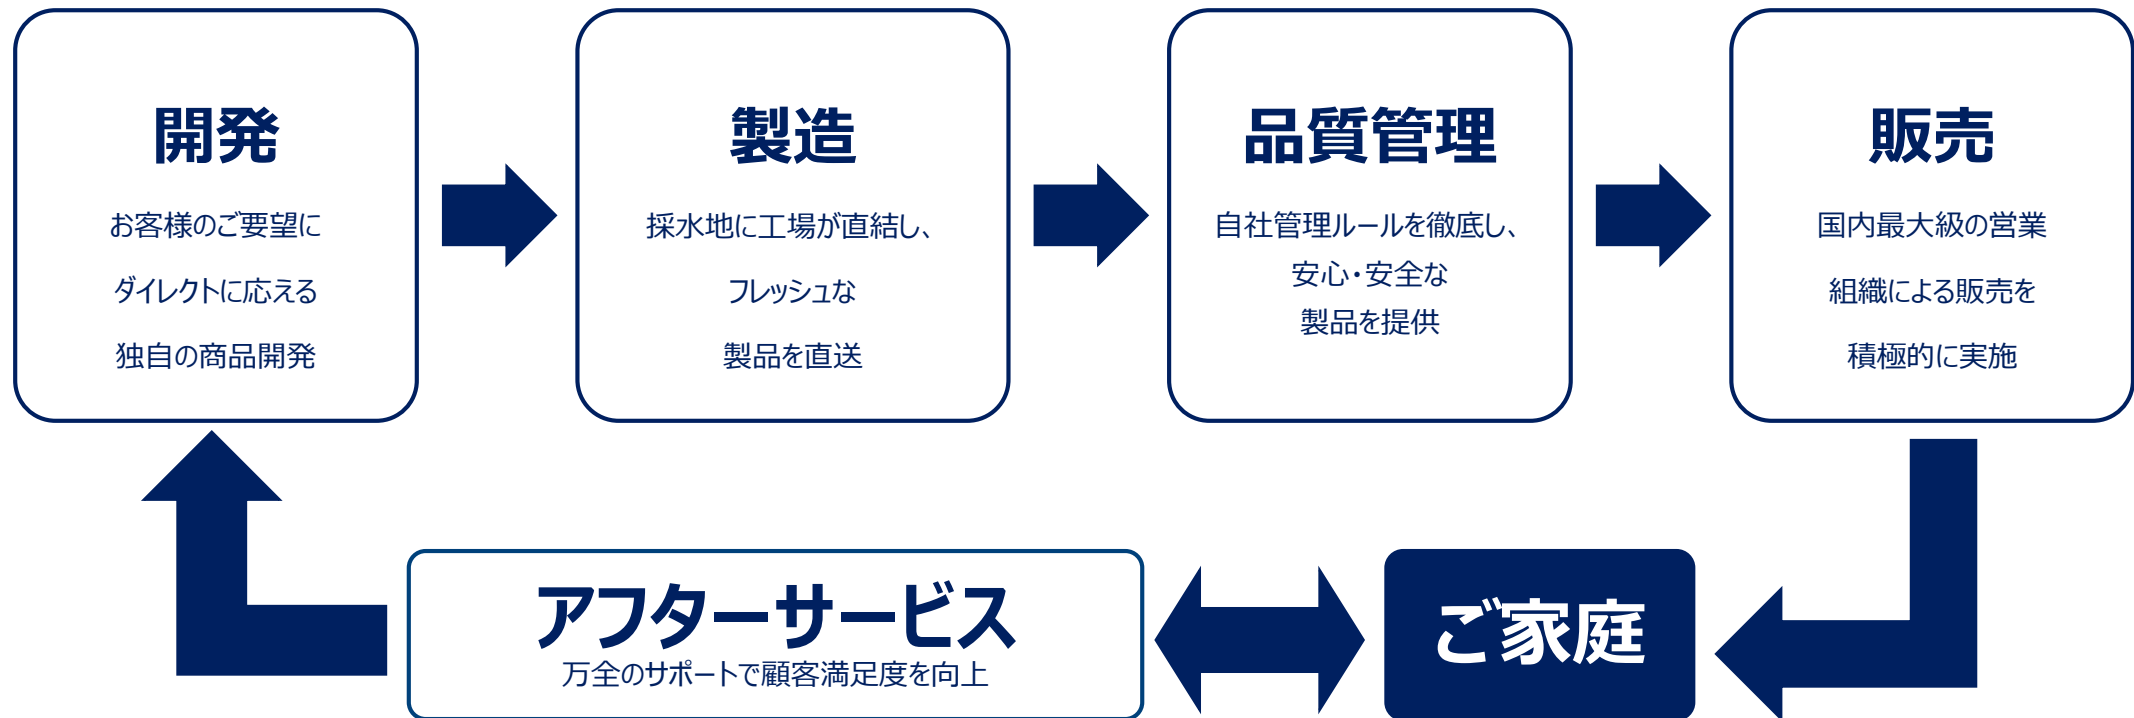 開発
お客様のご要望に
ダイレクトに応える
独自の商品開発
製造
採水地に工場が直結し、
フレッシュな
製品を直送
品質管理
自社管理ルールを徹底し、
安心・安全な
製品を提供
販売
国内最大級の営業
組織による販売を
積極的に実施
アフターサービス
万全のサポートで顧客満足度を向上
ご家庭